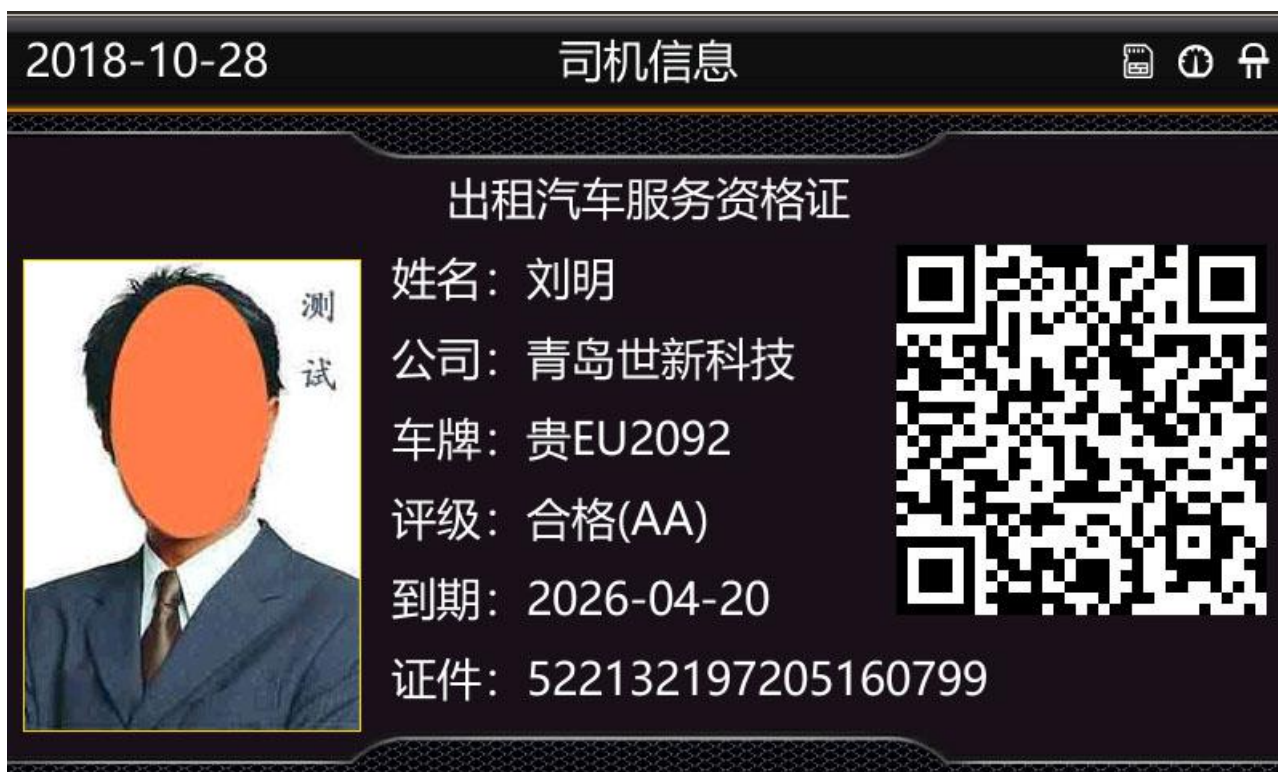 2018-10-28 司机信息
出租汽车服务资格证
测
试
姓名：刘明
公司：青岛世新科技
车牌：贵EU2092
评级：合格(AA)
到期：2026-04-20
证件：522132197205160799